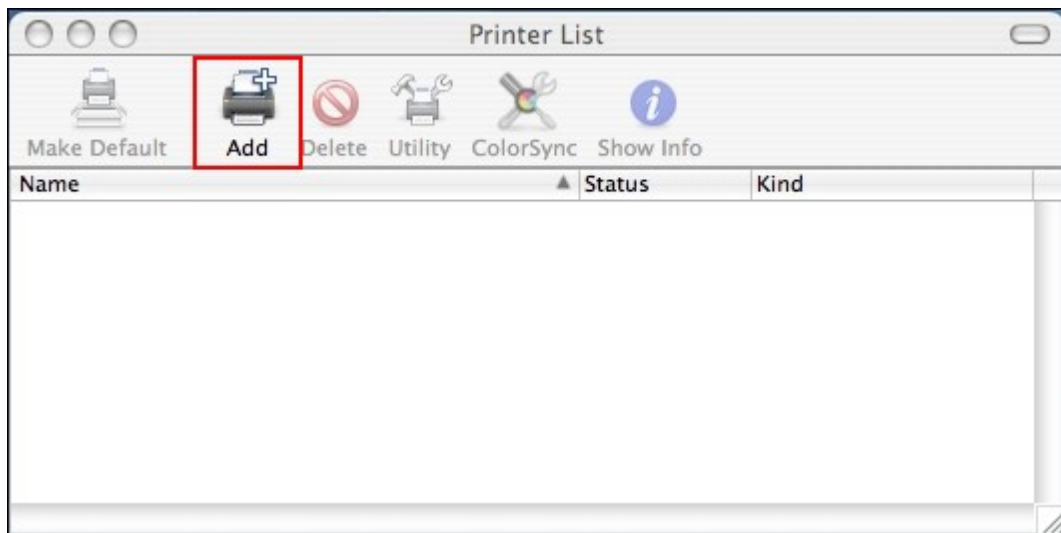 Printer List
Make Default Add Delete Utility ColorSync Show Info
Name Status Kind